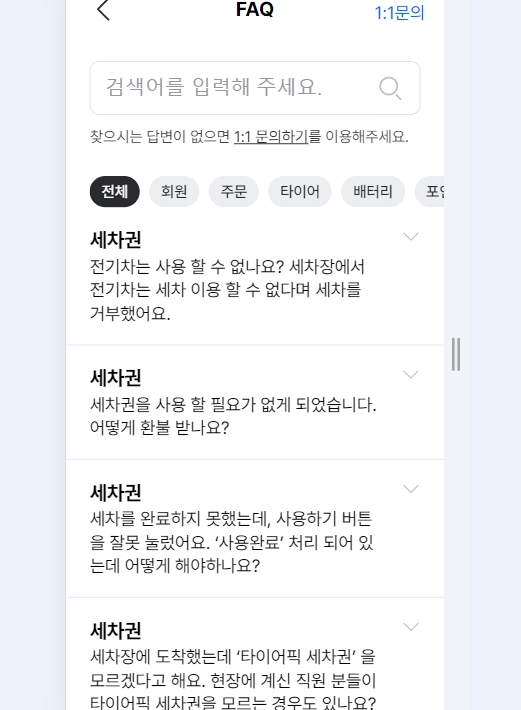 FAQ
1:1문의
검색어를 입력해 주세요.
찾으시는 답변이 없으면 1:1 문의하기를 이용해주세요.
전체 회원 주문 타이어 배터리
세차권
전기차는 사용 할 수 없나요? 세차장에서
전기차는 세차 이용 할 수 없다며 세차를
거부했어요.
세차권
세차권을 사용 할 필요가 없게 되었습니다.
어떻게 환불 받나요?
세차권
세차를 완료하지 못했는데, 사용하기 버튼
을 잘못 눌렀어요. ‘사용완료’ 처리 되어 있
는데 어떻게 해야하나요?
세차권
세차장에 도착했는데 ‘타이어픽 세차권’ 을
모르겠다고 해요. 현장에 계신 직원 분들이
타이어픽 세차권을 모르는 경우도 있나요?